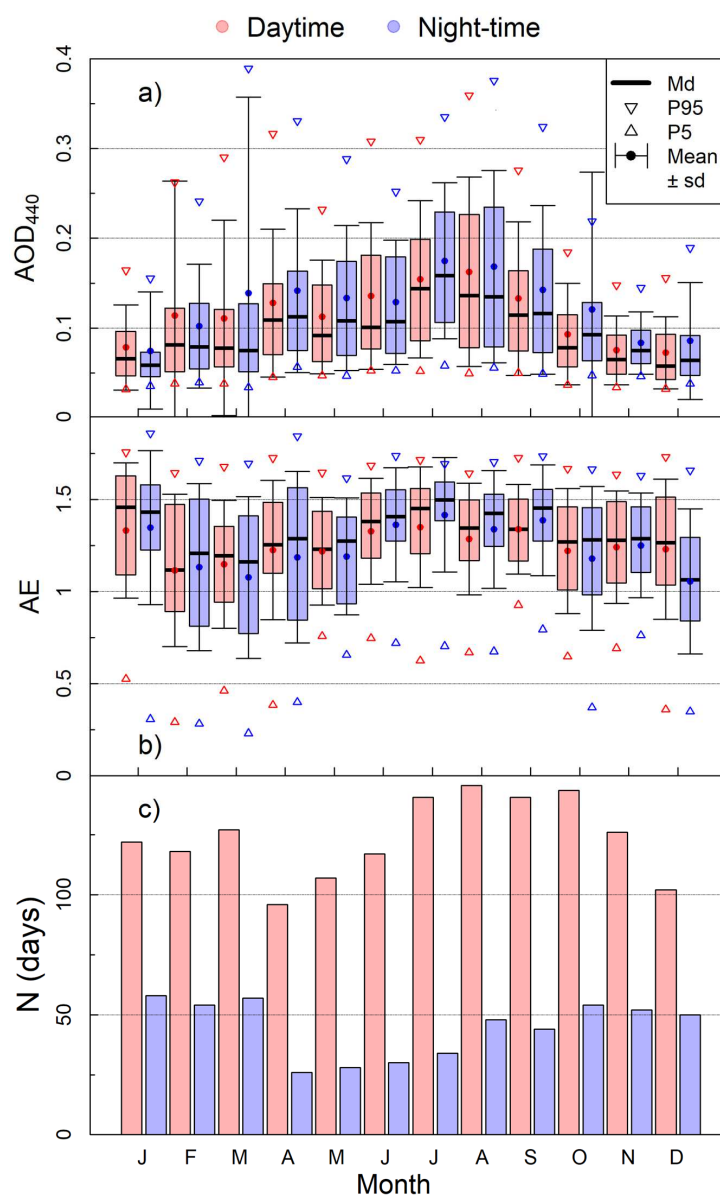 Daytime Night-time
a)
Md
P95
P5
Mean
± sd
0.4
0.3
0.2
0.1
0
AOD440
1.5
1
0.5
0
AE
b)
c)
100
50
0
N (days)
J F M A M J J A S O N D
Month